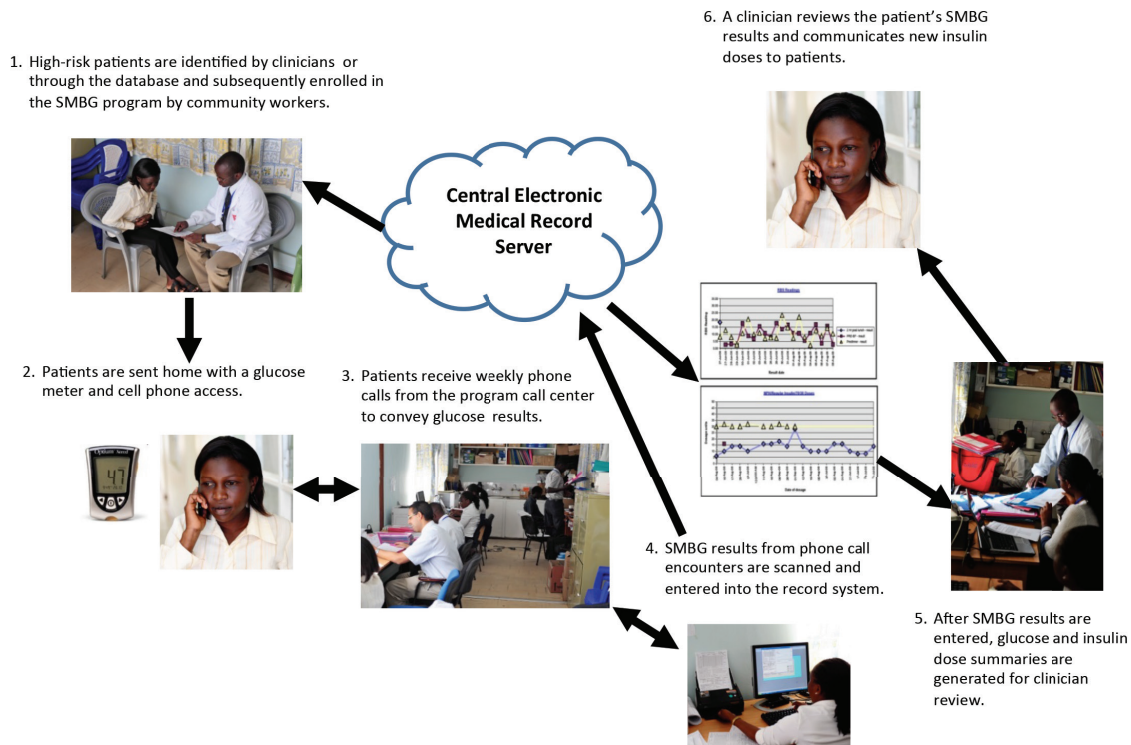 1. High-risk patients are identified by clinicians or
through the database and subsequently enrolled in
the SMBG program by community workers.
6. A clinician reviews the patient's SMBG
results and communicates new insulin
doses to patients.
Central Electronic
Medical Record
Server
2. Patients are sent home with a glucose
meter and cell phone access.
3. Patients receive weekly phone
calls from the program call center
to convey glucose results.
47
4. SMBG results from phone call
encounters are scanned and
entered into the record system.
5. After SMBG results are
entered, glucose and insulin
dose summaries are
generated for clinician
review.